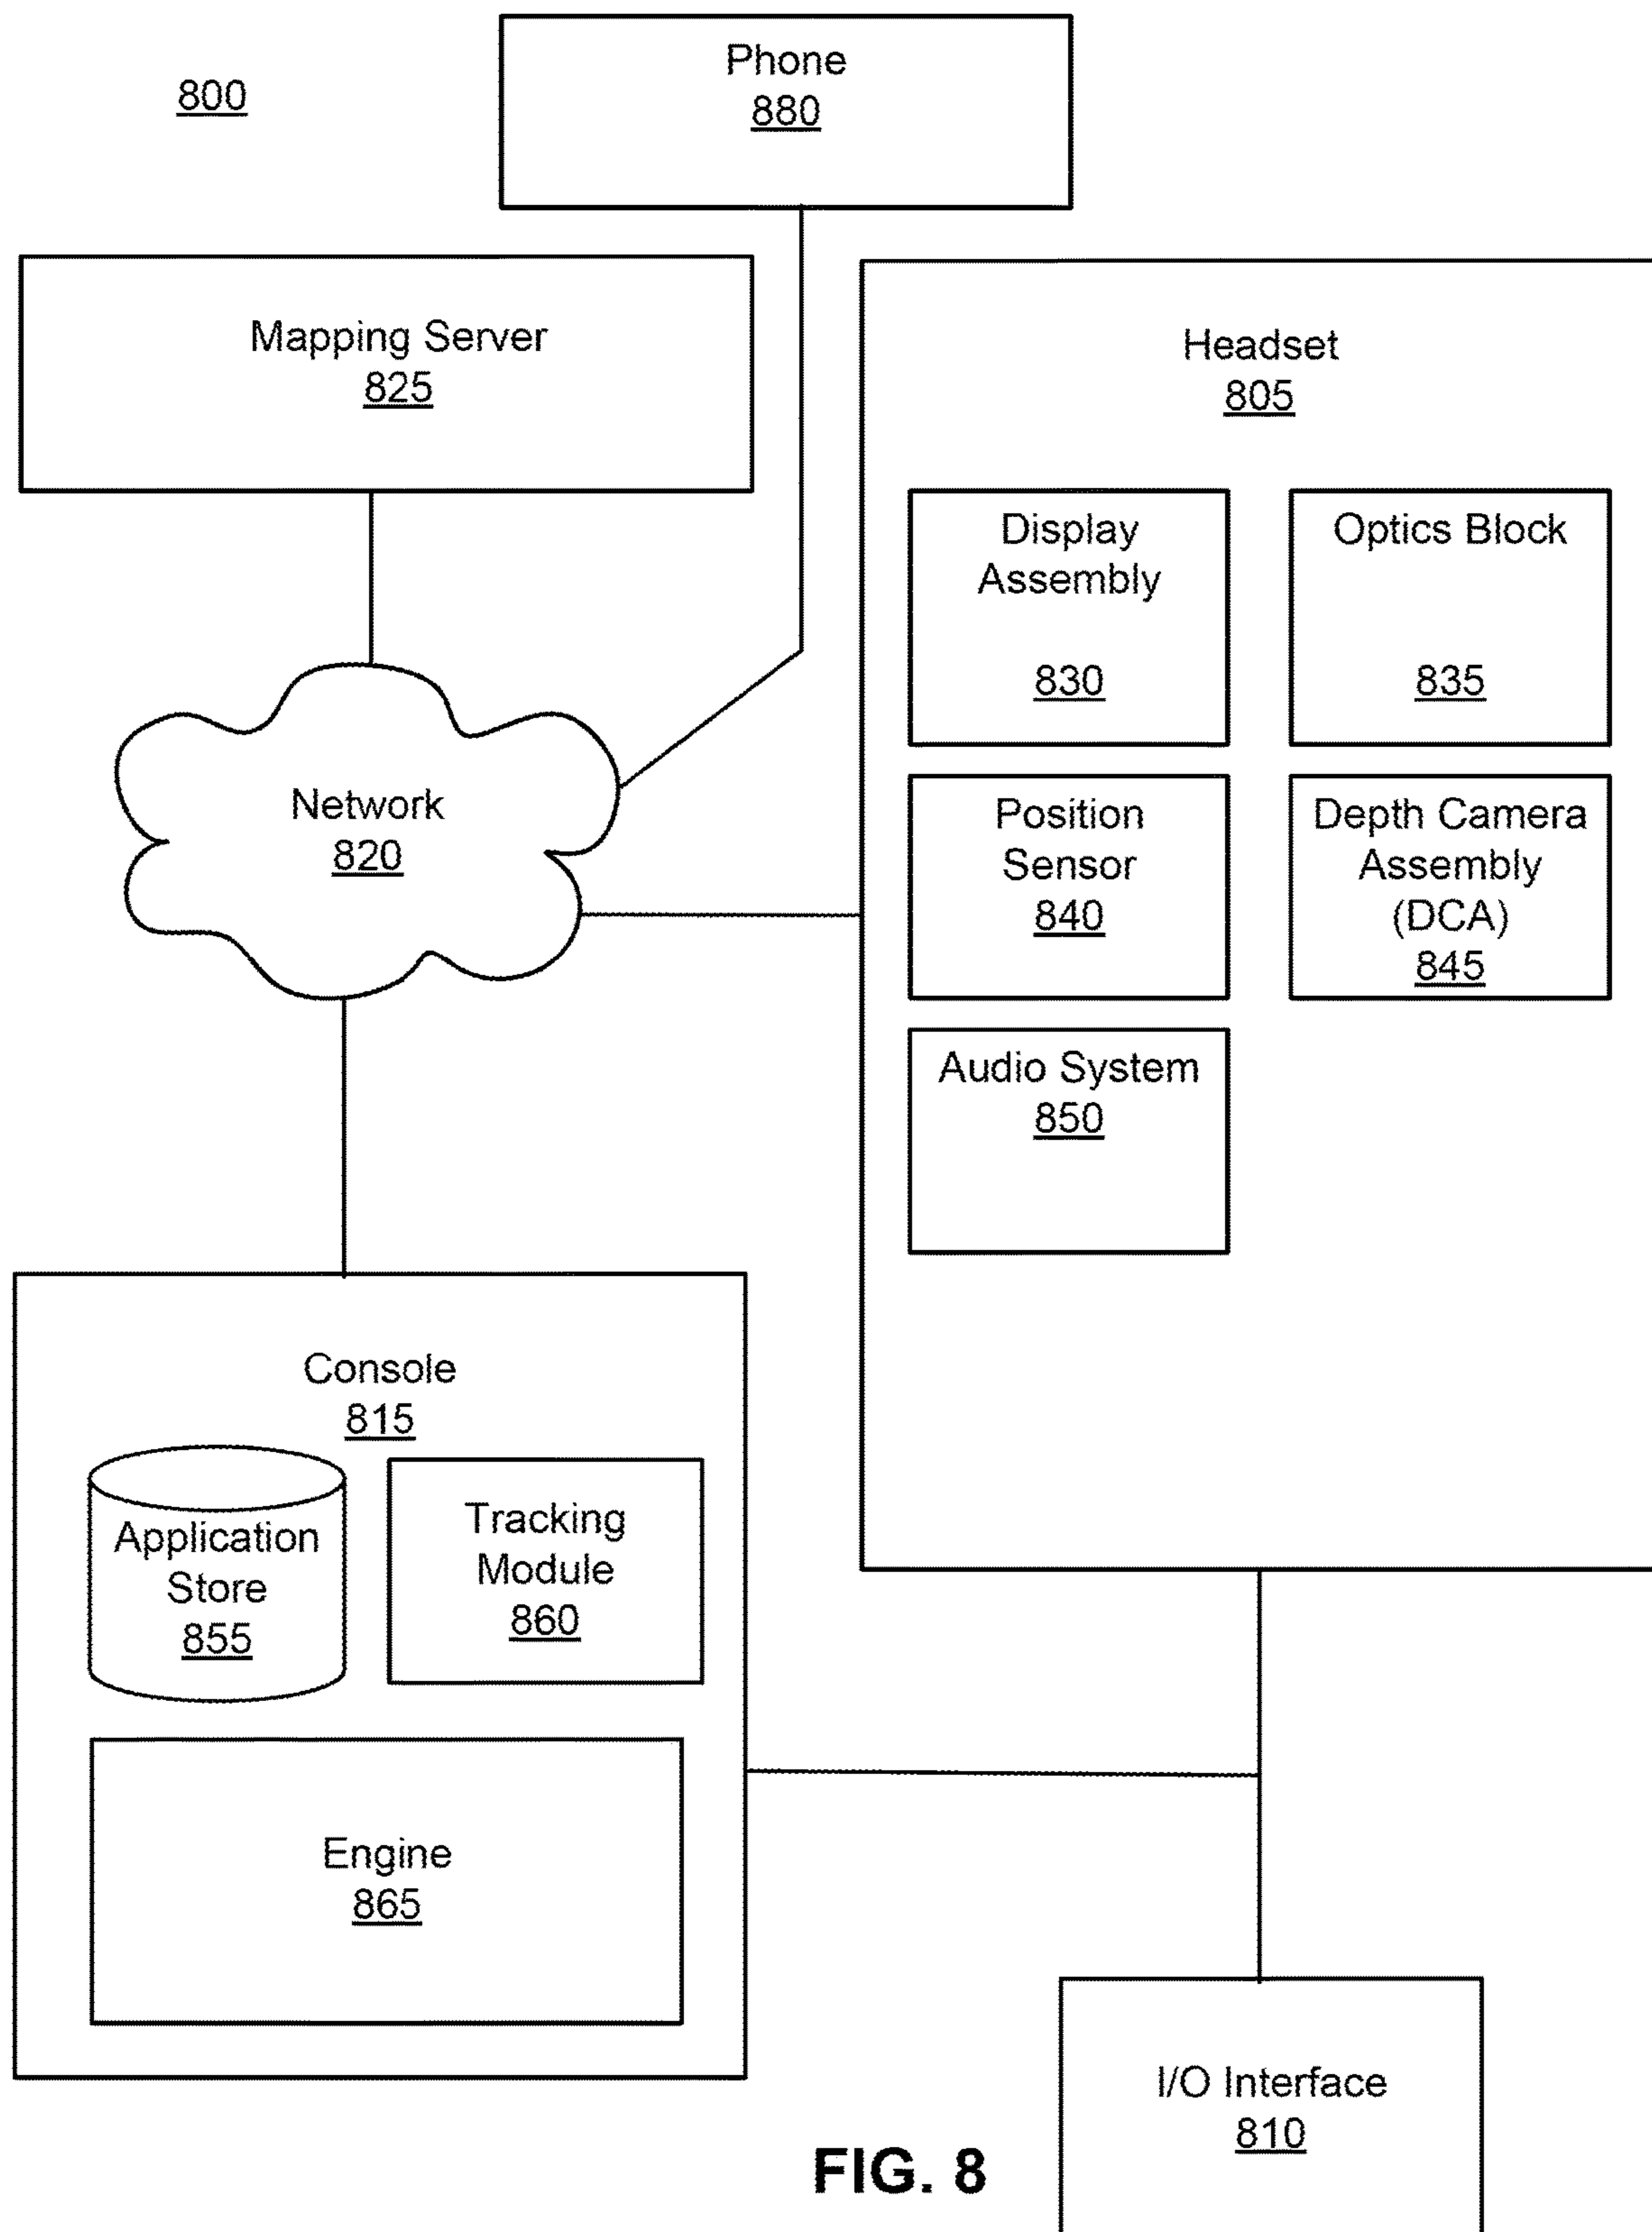 800
Phone
880
Mapping Server
825
Headset
805
Display
Assembly
830
Optics Block
835
Network
820
Position
Sensor
840
Depth Camera
Assembly
(DCA)
845
Audio System
850
Console
815
Application
Store
855
Tracking
Module
860
Engine
865
I/O Interface
810
FIG. 8